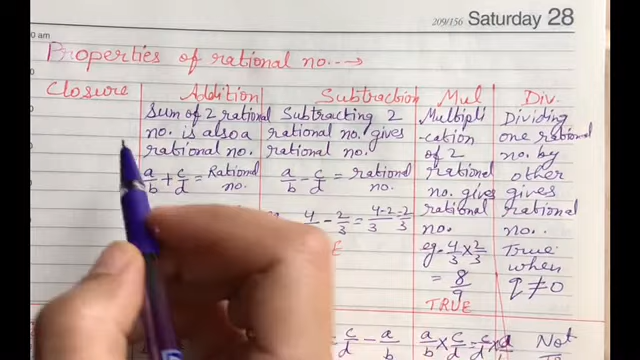 209/156 Saturday 28
00 am
Properties of rational no. →
Closure Addition Subtraction Mul Div.
Sum of 2 rational Subtracting 2 Multipli Dividing
no. is also a rational no. gives -cation one rational
rational no. rational no. of 2 no. by
a/b + c/d = Rational no. a/b - c/d = rational no. rational other
no. gives gives
4/3 - 2/3 = 4-2/3 = 2/3 rational rational
no. no.
eg. 4/3 × 2/3 True
when
= 8/9 q ≠ 0
TRUE
c/d - a/b a/b × c/d = c/d × a/b Not